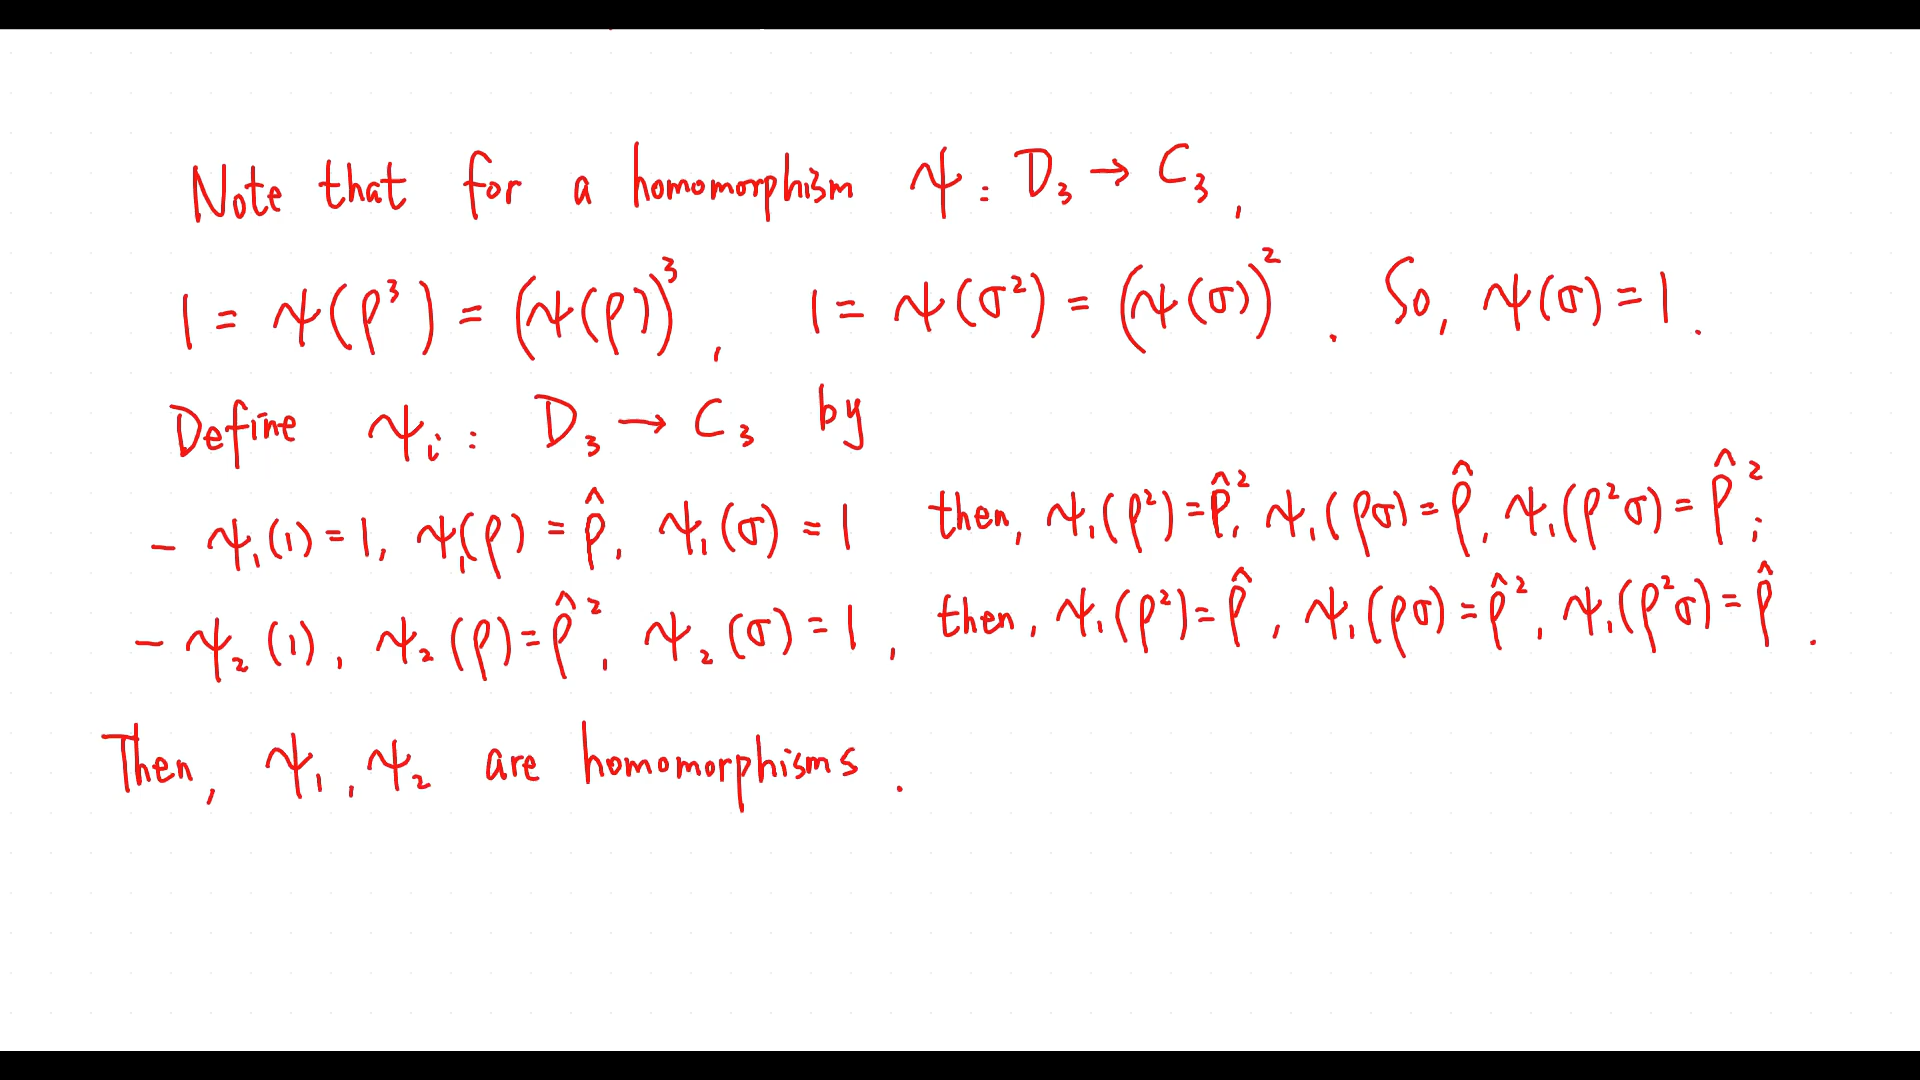 Note that for a homomorphism ψ: D₃ → C₃,
1 = ψ(ρ³) = (ψ(ρ))³, 1 = ψ(σ²) = (ψ(σ))². So, ψ(σ) = 1.
Define ψᵢ: D₃ → C₃ by
- ψ₁(1) = 1, ψ₁(ρ) = ρ̂, ψ₁(σ) = 1 then, ψ₁(ρ²) = ρ̂², ψ₁(ρσ) = ρ̂, ψ₁(ρ²σ) = ρ̂²;
- ψ₂(1), ψ₂(ρ) = ρ̂², ψ₂(σ) = 1, then, ψ₁(ρ²) = ρ̂, ψ₁(ρσ) = ρ̂², ψ₁(ρ²σ) = ρ̂.
Then, ψ₁, ψ₂ are homomorphisms.